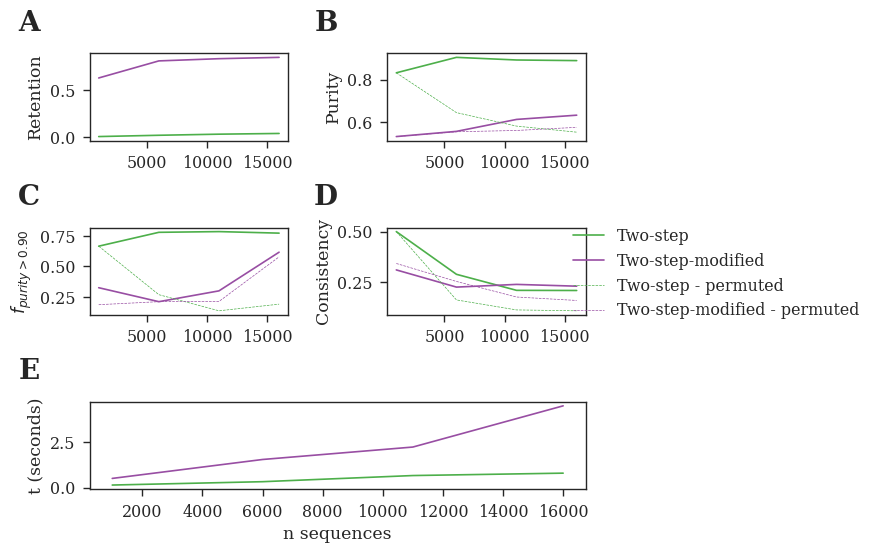 A
B
Retention
0.5
0.0
5000 10000 15000
Purity
0.8
0.6
5000 10000 15000
C
D
f_{purity > 0.90}
0.75
0.50
0.25
5000 10000 15000
Consistency
0.50
0.25
5000 10000 15000
Two-step
Two-step-modified
Two-step - permuted
Two-step-modified - permuted
E
t (seconds)
2.5
0.0
2000 4000 6000 8000 10000 12000 14000 16000
n sequences